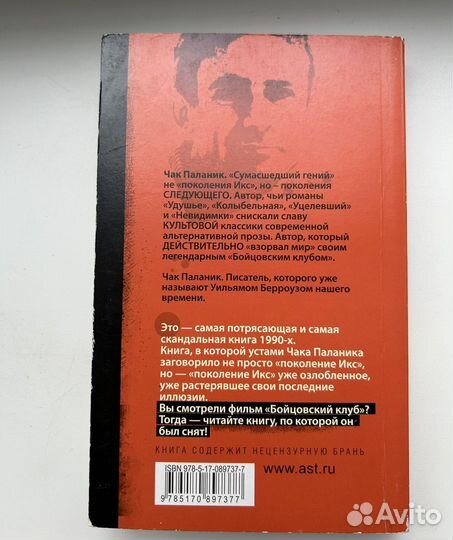 Чак Паланик. «Сумасшедший гений»
не «поколения Икс», но – поколения
СЛЕДУЮЩЕГО. Автор, чьи романы
«Удушье», «Колыбельная», «Уцелевший»
и «Невидимки» снискали славу
КУЛЬТОВОЙ классики современной
альтернативной прозы. Автор, который
ДЕЙСТВИТЕЛЬНО «взорвал мир» своим
легендарным «Бойцовским клубом».
Чак Паланик. Писатель, которого уже
называют Уильямом Берроузом нашего
времени.
Это — самая потрясающая и самая
скандальная книга 1990-х.
Книга, в которой устами Чака Паланика
заговорило не просто «поколение Икс»,
но — «поколение Икс» уже озлобленное,
уже растерявшее свои последние
иллюзии.
Вы смотрели фильм «Бойцовский клуб»?
Тогда — читайте книгу, по которой он
был снят!
КНИГА СОДЕРЖИТ НЕЦЕНЗУРНУЮ БРАНЬ
ISBN 978-5-17-089737-7
www.ast.ru
9785170897377
Avito